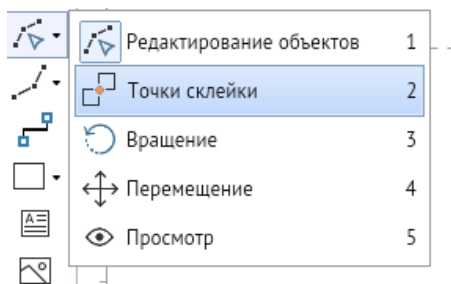 Редактирование объектов 1
Точки склейки 2
Вращение 3
Перемещение 4
Просмотр 5